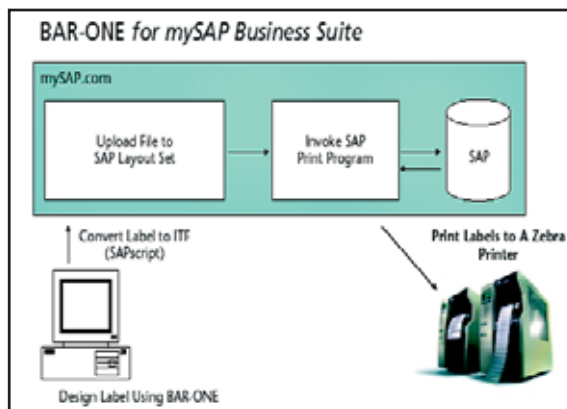 BAR-ONE for mySAP Business Suite
mySAP.com
Upload File to
SAP Layout Set
Invoke SAP
Print Program
SAP
Convert Label to ITF
(SAPscript)
Print Labels to A Zebra
Printer
Design Label Using BAR-ONE